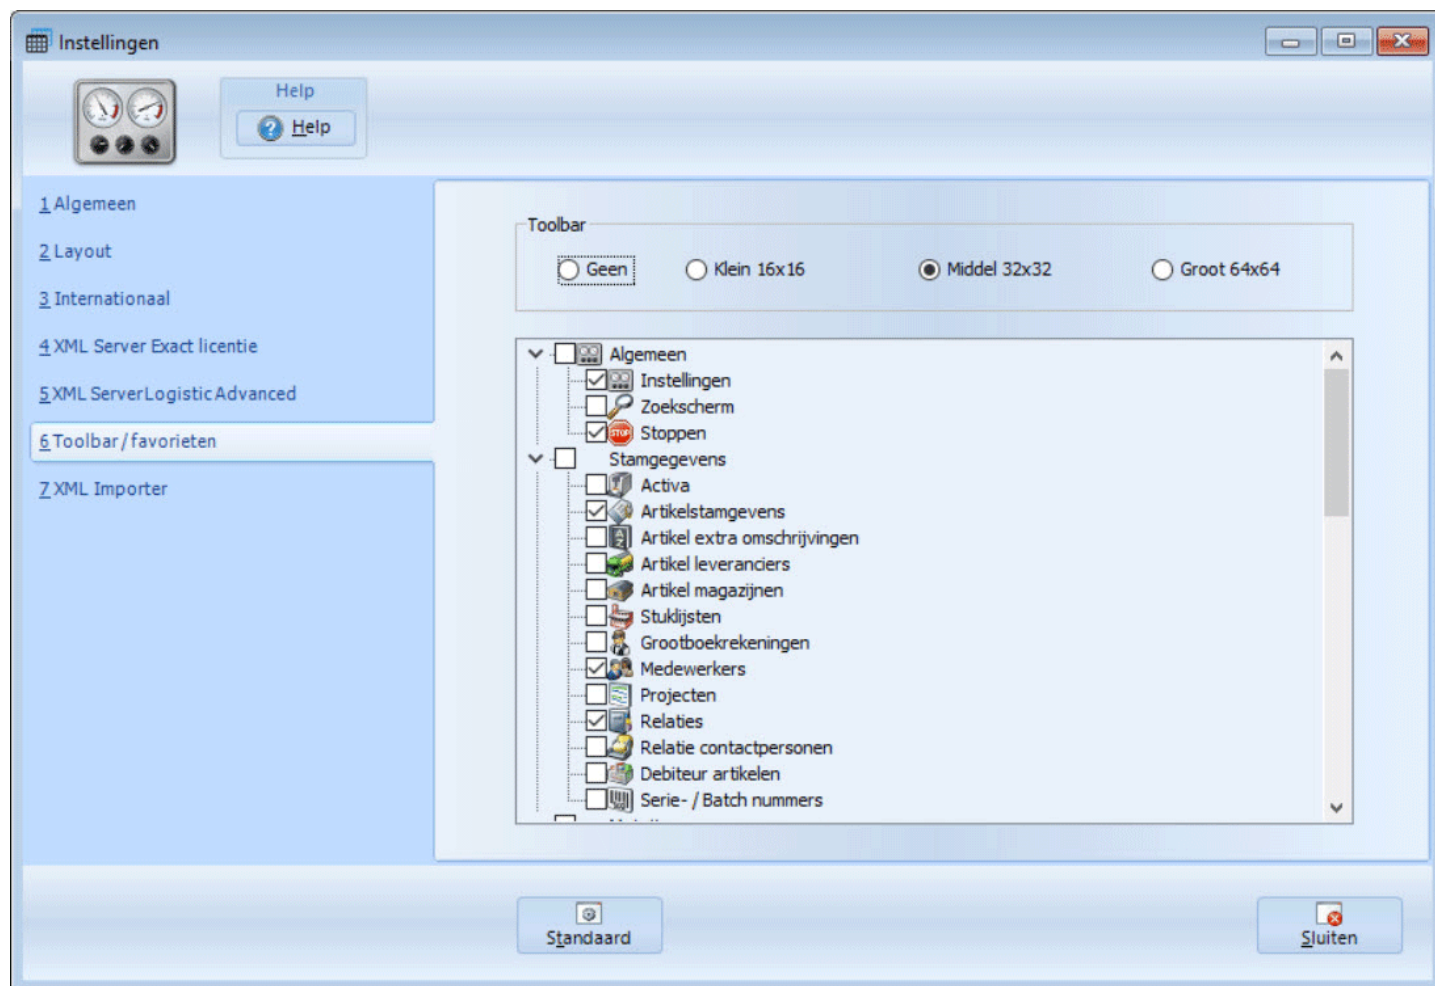 Instellingen
Help
Help
1 Algemeen
2 Layout
3 Internationaal
4 XML Server Exact licentie
5 XML Server Logistic Advanced
6 Toolbar / favorieten
7 XML Importer
Toolbar
Geen Klein 16x16 Middel 32x32 Groot 64x64
Algemeen
Instellingen
Zoekscherm
STOP Stoppen
Stamgegevens
Activa
Artikelstamgevens
Artikel extra omschrijvingen
Artikel leveranciers
Artikel magazijnen
Stuklijsten
Grootboekrekeningen
Medewerkers
Projecten
Relaties
Relatie contactpersonen
Debiteur artikelen
Serie- / Batch nummers
Standaard
Sluiten